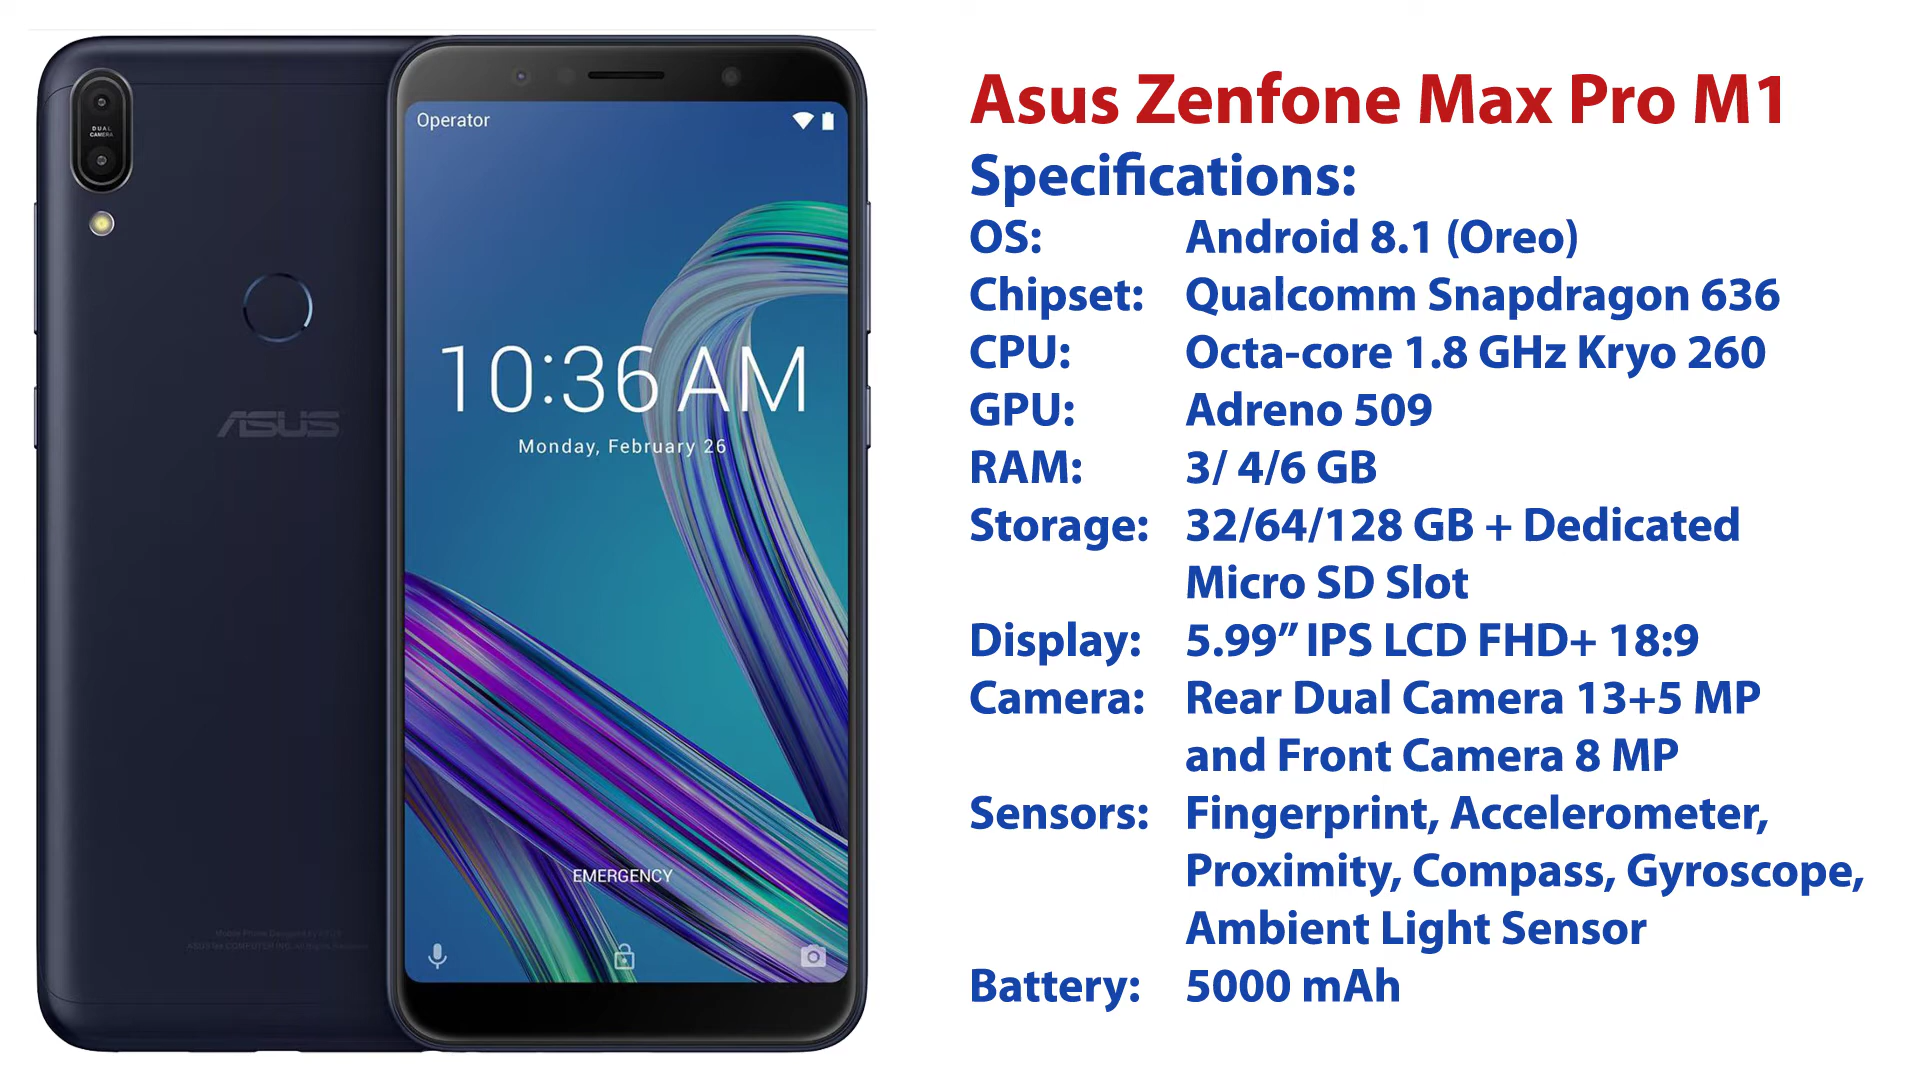 DUAL
CAMERA
ASUS
Operator
10:36 AM
Monday, February 26
EMERGENCY
Asus Zenfone Max Pro M1
Specifications:
OS: Android 8.1 (Oreo)
Chipset: Qualcomm Snapdragon 636
CPU: Octa-core 1.8 GHz Kryo 260
GPU: Adreno 509
RAM: 3/ 4/6 GB
Storage: 32/64/128 GB + Dedicated
Micro SD Slot
Display: 5.99” IPS LCD FHD+ 18:9
Camera: Rear Dual Camera 13+5 MP
and Front Camera 8 MP
Sensors: Fingerprint, Accelerometer,
Proximity, Compass, Gyroscope,
Ambient Light Sensor
Battery: 5000 mAh